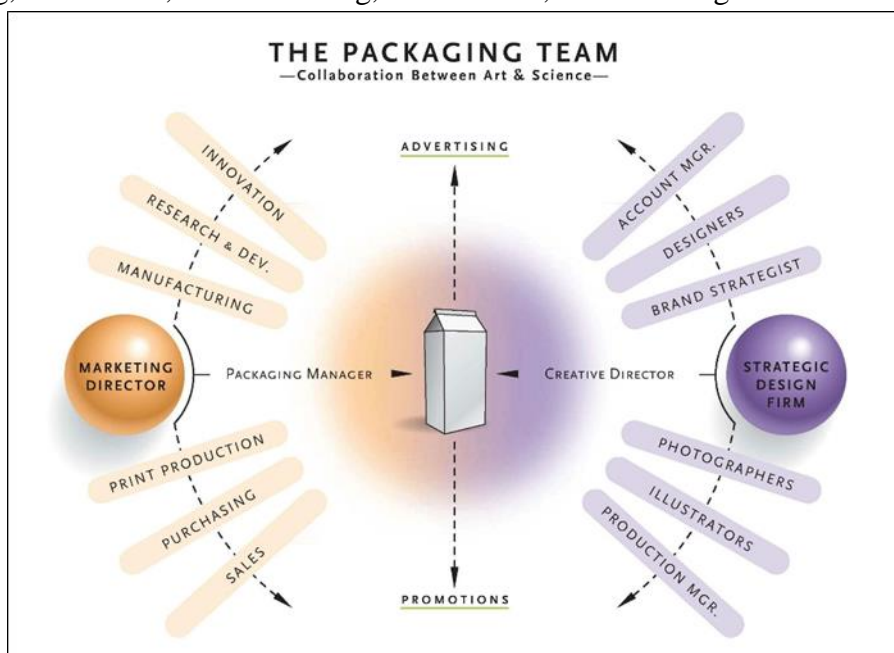 THE PACKAGING TEAM
—Collaboration Between Art & Science—
ADVERTISING
INNOVATION
RESEARCH & DEV.
MANUFACTURING
MARKETING
DIRECTOR
PACKAGING MANAGER
PRINT PRODUCTION
PURCHASING
SALES
ACCOUNT MGR.
DESIGNERS
BRAND STRATEGIST
CREATIVE DIRECTOR
STRATEGIC
DESIGN
FIRM
PHOTOGRAPHERS
ILLUSTRATORS
PRODUCTION MGR.
PROMOTIONS